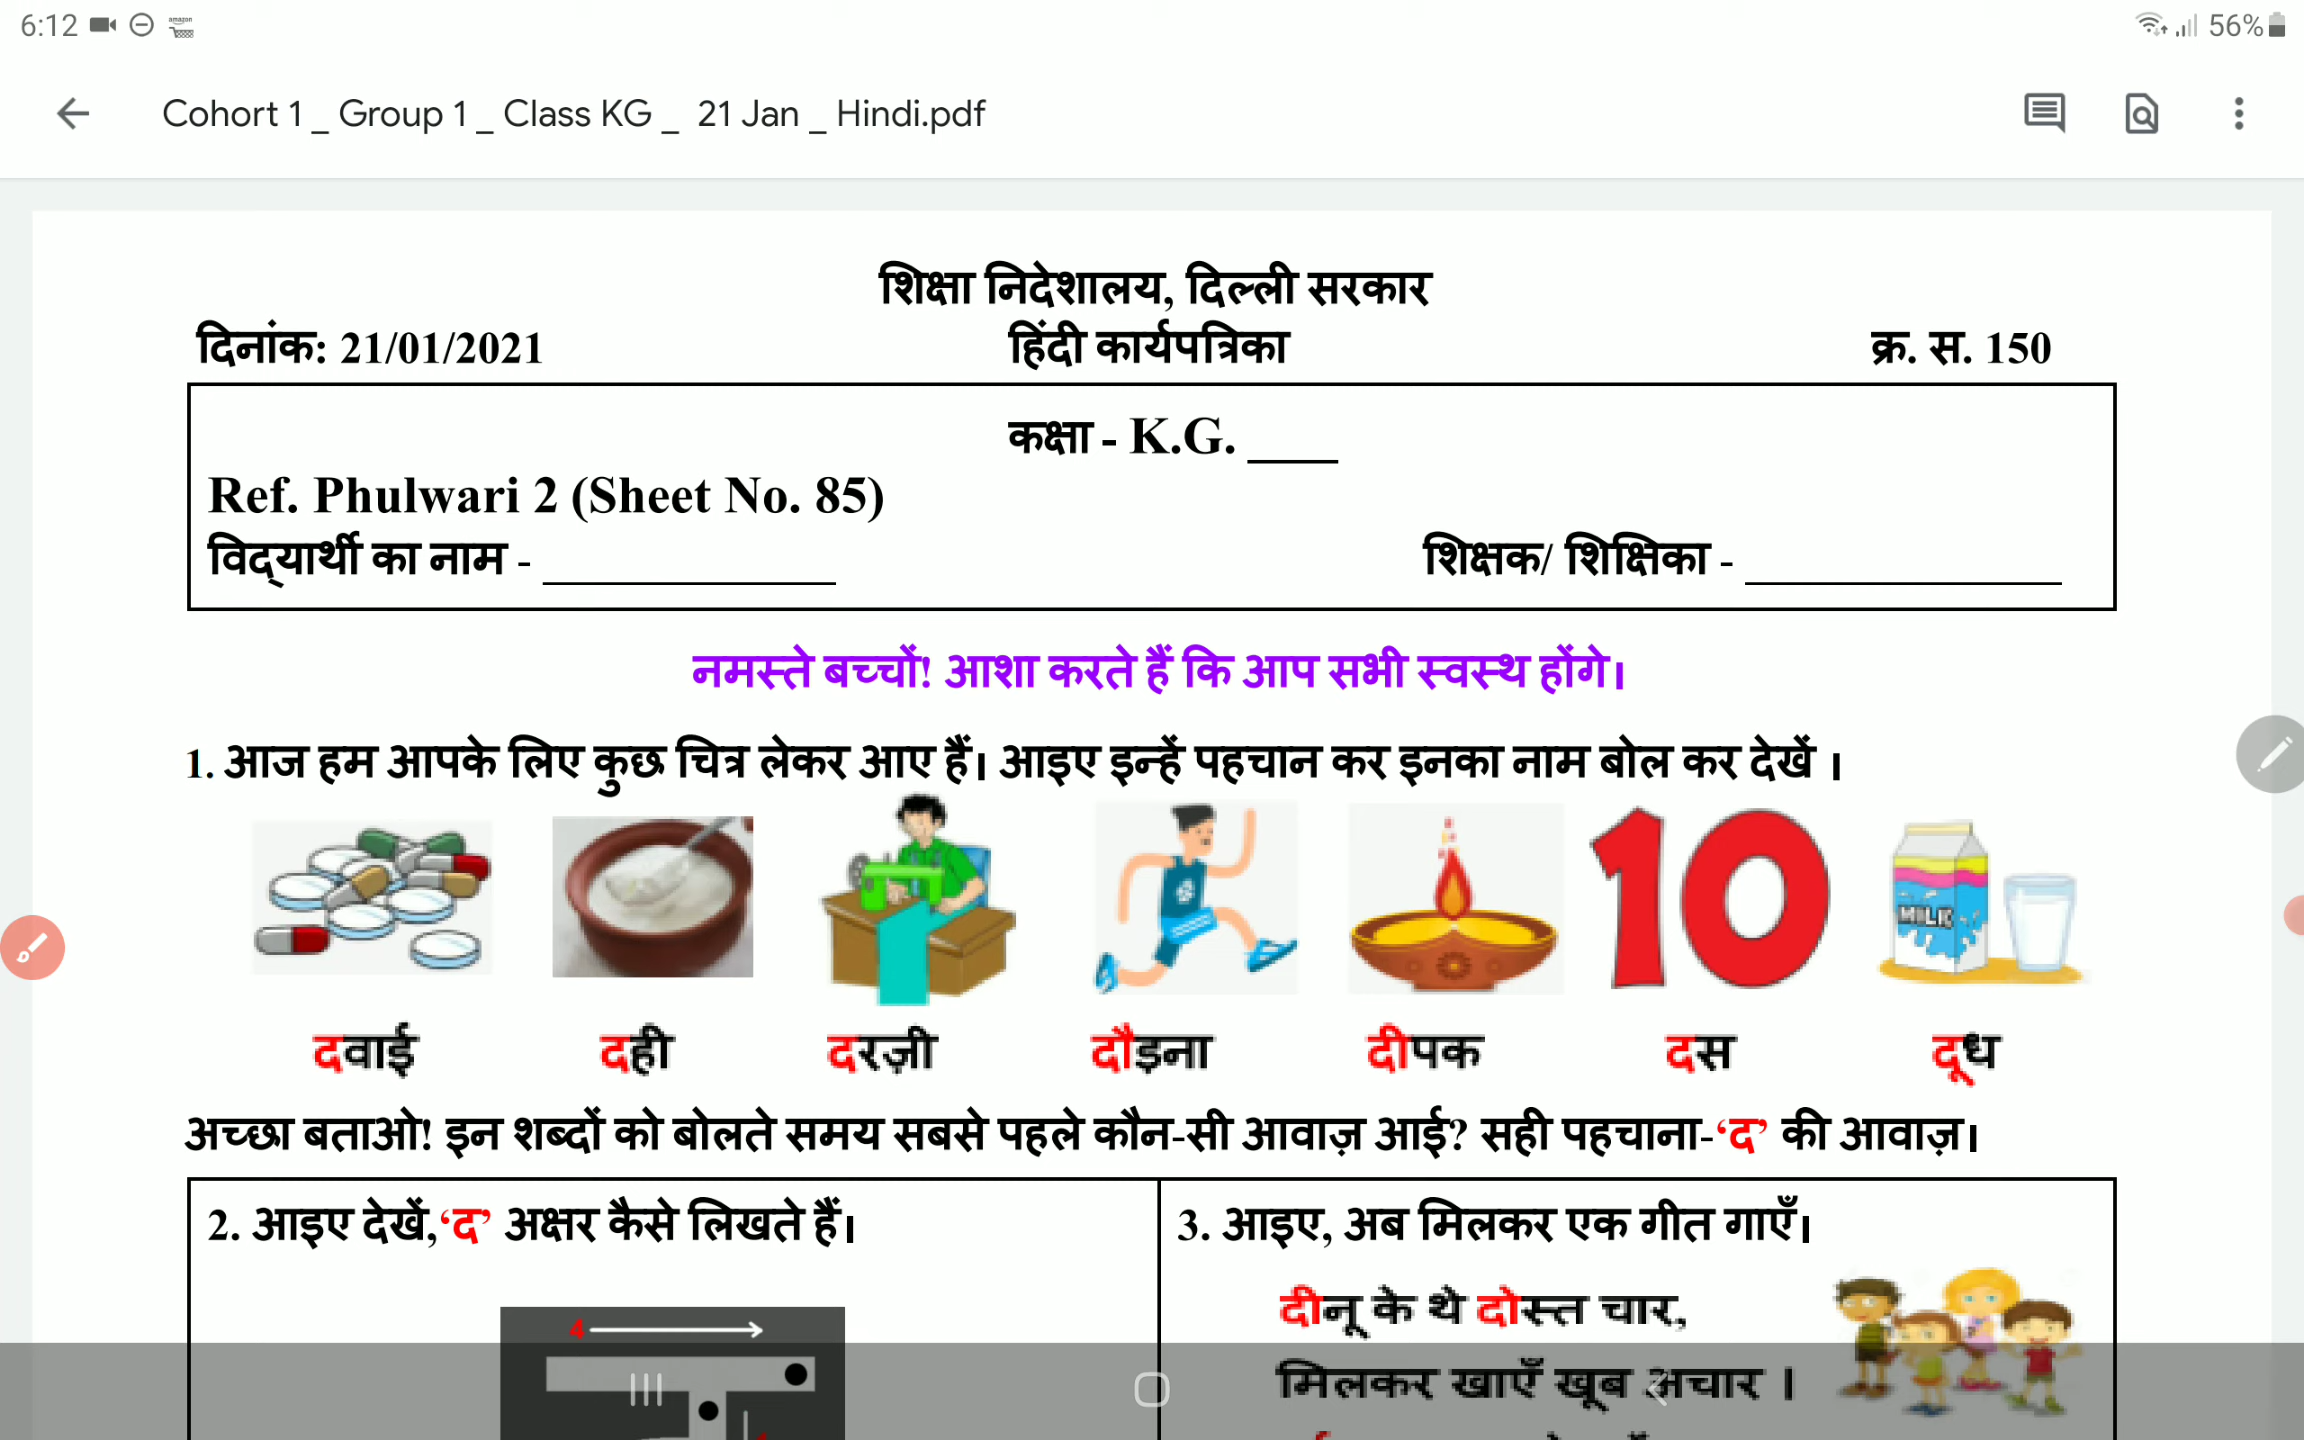 6:12
amazon
56%
Cohort 1 _ Group 1 _ Class KG _ 21 Jan _ Hindi.pdf
शिक्षा निदेशालय, दिल्ली सरकार
दिनांक: 21/01/2021 हिंदी कार्यपत्रिका क्र. स. 150
कक्षा - K.G. ____
Ref. Phulwari 2 (Sheet No. 85)
विद्‌यार्थी का नाम - _____________ शिक्षक/ शिक्षिका - ______________
नमस्ते बच्चों! आशा करते हैं कि आप सभी स्वस्थ होंगे।
1. आज हम आपके लिए कुछ चित्र लेकर आए हैं। आइए इन्हें पहचान कर इनका नाम बोल कर देखें ।
10
MILK
दवाई दही दरज़ी दौड़ना दीपक दस दूध
अच्छा बताओ! इन शब्दों को बोलते समय सबसे पहले कौन-सी आवाज़ आई? सही पहचाना-‘द’ की आवाज़।
2. आइए देखें,‘द’ अक्षर कैसे लिखते हैं।
4
3. आइए, अब मिलकर एक गीत गाएँ।
दीनू के थे दोस्त चार,
मिलकर खाएँ खूब अचार ।